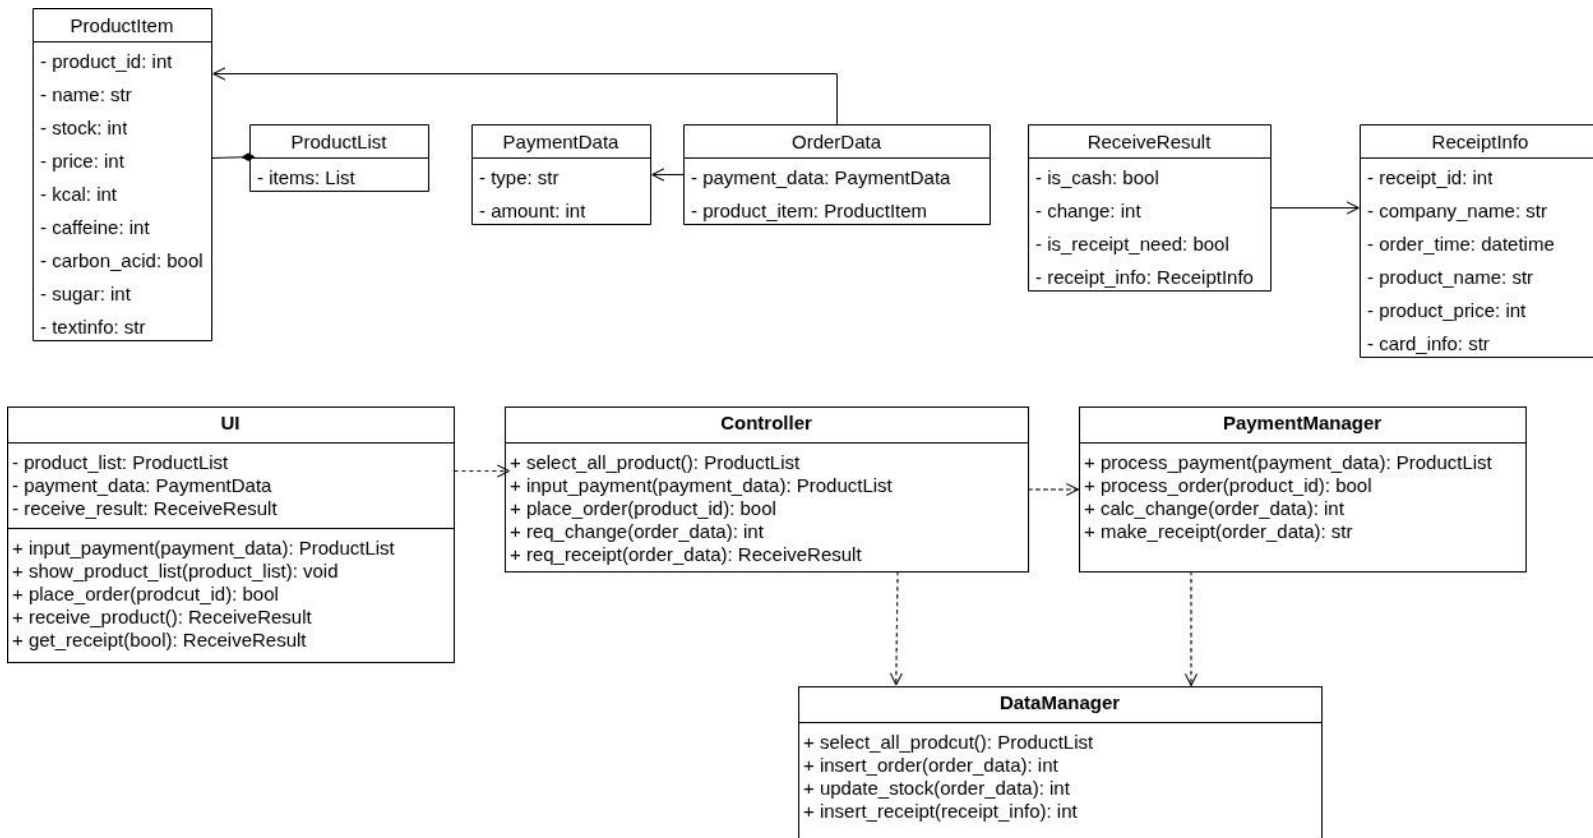 ProductItem
- product_id: int
- name: str
- stock: int
- price: int
- kcal: int
- caffeine: int
- carbon_acid: bool
- sugar: int
- textinfo: str
ProductList
- items: List
PaymentData
- type: str
- amount: int
OrderData
- payment_data: PaymentData
- product_item: ProductItem
ReceiveResult
- is_cash: bool
- change: int
- is_receipt_need: bool
- receipt_info: ReceiptInfo
ReceiptInfo
- receipt_id: int
- company_name: str
- order_time: datetime
- product_name: str
- product_price: int
- card_info: str
UI
- product_list: ProductList
- payment_data: PaymentData
- receive_result: ReceiveResult
+ input_payment(payment_data): ProductList
+ show_product_list(product_list): void
+ place_order(prodcut_id): bool
+ receive_product(): ReceiveResult
+ get_receipt(bool): ReceiveResult
Controller
+ select_all_product(): ProductList
+ input_payment(payment_data): ProductList
+ place_order(product_id): bool
+ req_change(order_data): int
+ req_receipt(order_data): ReceiveResult
PaymentManager
+ process_payment(payment_data): ProductList
+ process_order(product_id): bool
+ calc_change(order_data): int
+ make_receipt(order_data): str
DataManager
+ select_all_prodcut(): ProductList
+ insert_order(order_data): int
+ update_stock(order_data): int
+ insert_receipt(receipt_info): int